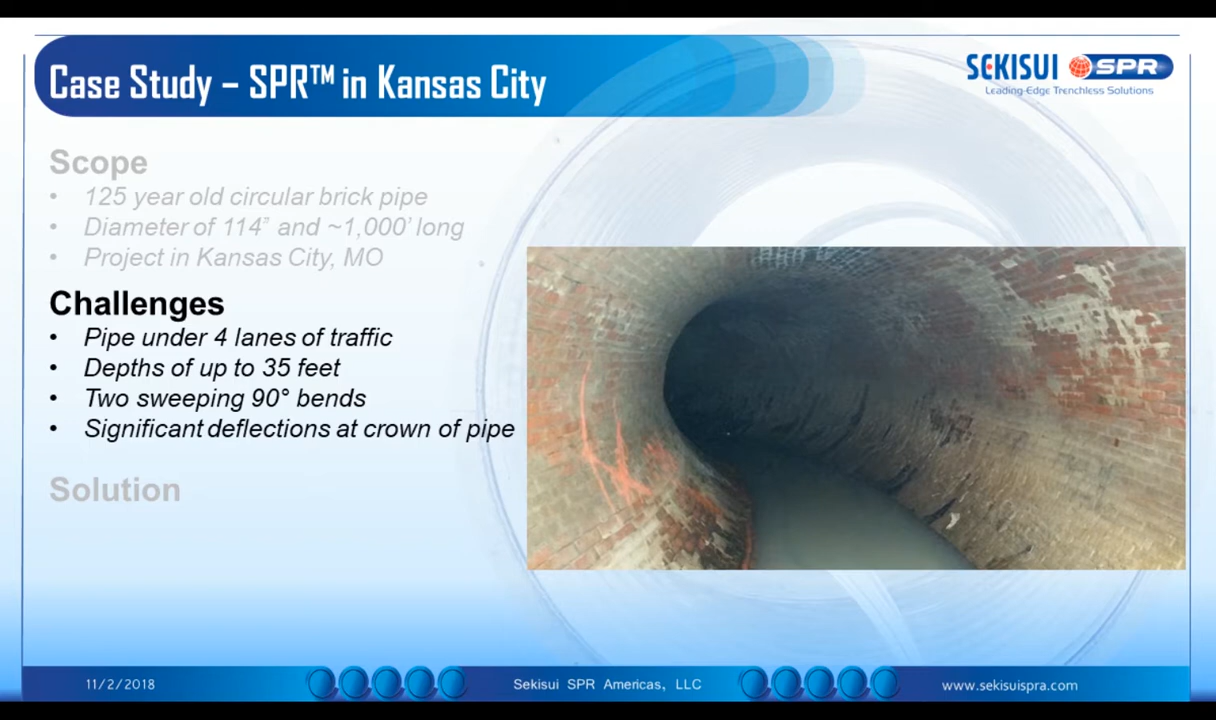 Case Study – SPR™ in Kansas City
SEKISUI SPR
Leading-Edge Trenchless Solutions
Scope
• 125 year old circular brick pipe
• Diameter of 114” and ~1,000’ long
• Project in Kansas City, MO
Challenges
• Pipe under 4 lanes of traffic
• Depths of up to 35 feet
• Two sweeping 90° bends
• Significant deflections at crown of pipe
Solution
11/2/2018
Sekisui SPR Americas, LLC
www.sekisuispra.com